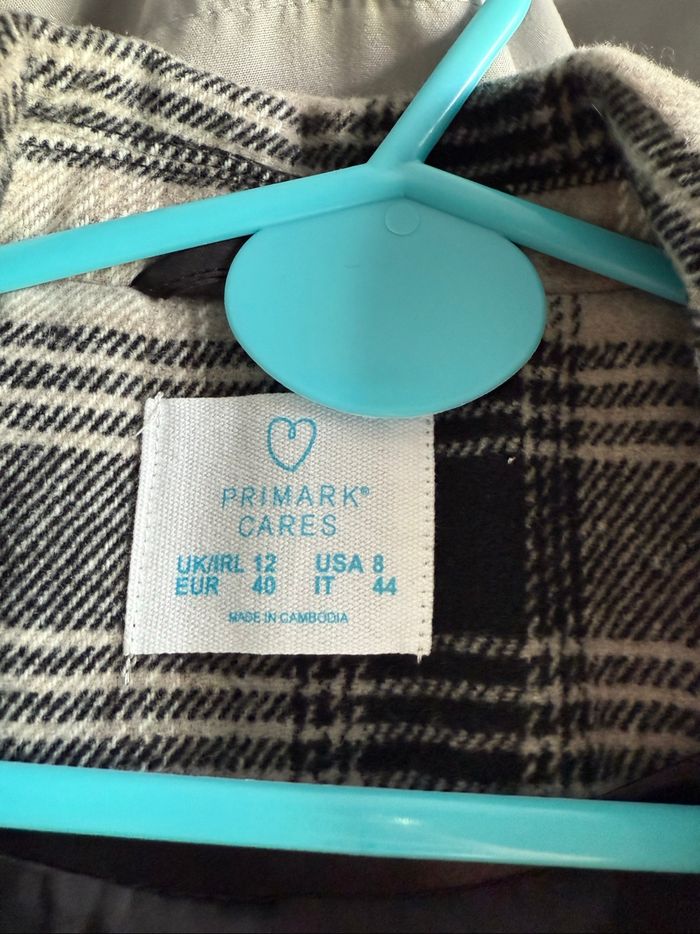 PRIMARK®
CARES
UK/IRL 12 USA 8
EUR 40 IT 44
MADE IN CAMBODIA